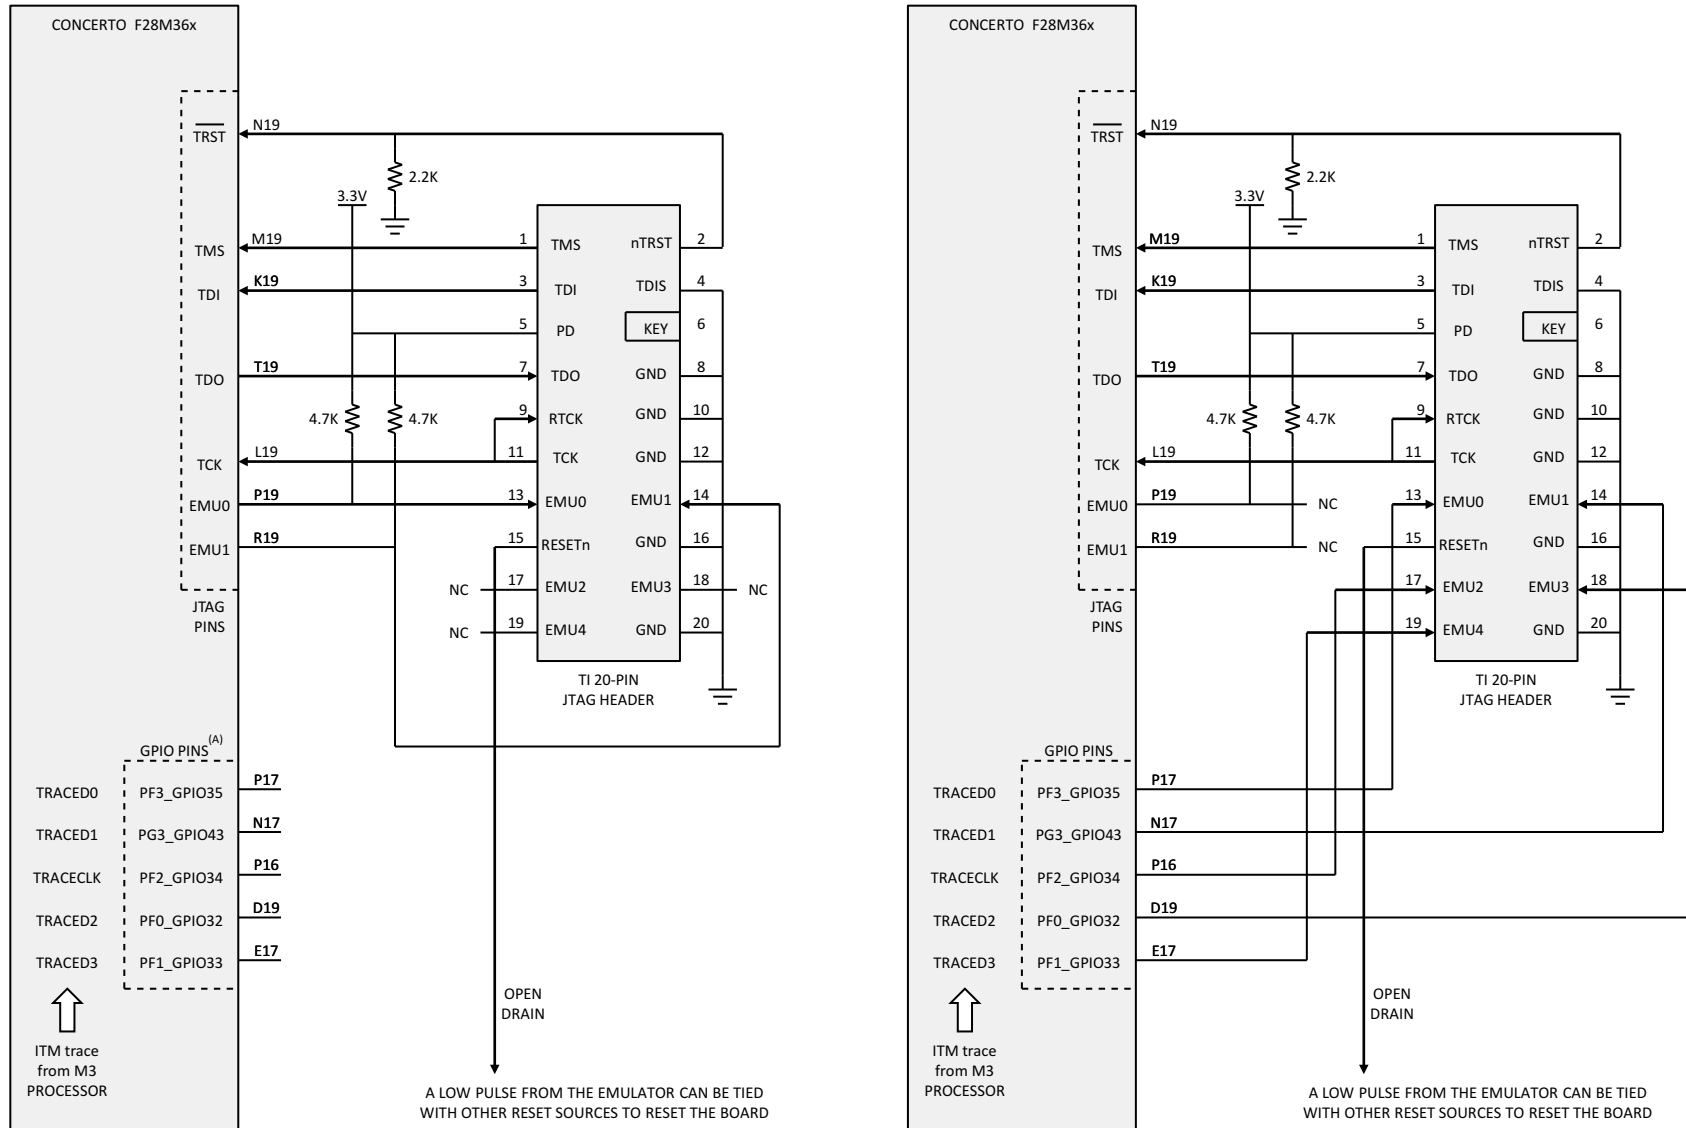 CONCERTO F28M36x
TRST
N19
2.2K
3.3V
TMS
M19
1
TMS
nTRST
2
TDI
K19
3
TDI
TDIS
4
5
PD
KEY
6
TDO
T19
7
TDO
GND
8
4.7K
4.7K
9
RTCK
GND
10
TCK
L19
11
TCK
GND
12
EMU0
P19
13
EMU0
EMU1
14
EMU1
R19
15
RESETn
GND
16
NC
17
EMU2
EMU3
18
NC
NC
19
EMU4
GND
20
JTAG
PINS
TI 20-PIN
JTAG HEADER
GPIO PINS(A)
TRACED0
PF3_GPIO35
P17
TRACED1
PG3_GPIO43
N17
TRACECLK
PF2_GPIO34
P16
TRACED2
PF0_GPIO32
D19
TRACED3
PF1_GPIO33
E17
OPEN
DRAIN
ITM trace
from M3
PROCESSOR
A LOW PULSE FROM THE EMULATOR CAN BE TIED
WITH OTHER RESET SOURCES TO RESET THE BOARD
CONCERTO F28M36x
TRST
N19
2.2K
3.3V
TMS
M19
1
TMS
nTRST
2
TDI
K19
3
TDI
TDIS
4
5
PD
KEY
6
TDO
T19
7
TDO
GND
8
4.7K
4.7K
9
RTCK
GND
10
TCK
L19
11
TCK
GND
12
EMU0
P19
NC
13
EMU0
EMU1
14
EMU1
R19
NC
15
RESETn
GND
16
17
EMU2
EMU3
18
19
EMU4
GND
20
JTAG
PINS
TI 20-PIN
JTAG HEADER
GPIO PINS
TRACED0
PF3_GPIO35
P17
TRACED1
PG3_GPIO43
N17
TRACECLK
PF2_GPIO34
P16
TRACED2
PF0_GPIO32
D19
TRACED3
PF1_GPIO33
E17
OPEN
DRAIN
ITM trace
from M3
PROCESSOR
A LOW PULSE FROM THE EMULATOR CAN BE TIED
WITH OTHER RESET SOURCES TO RESET THE BOARD